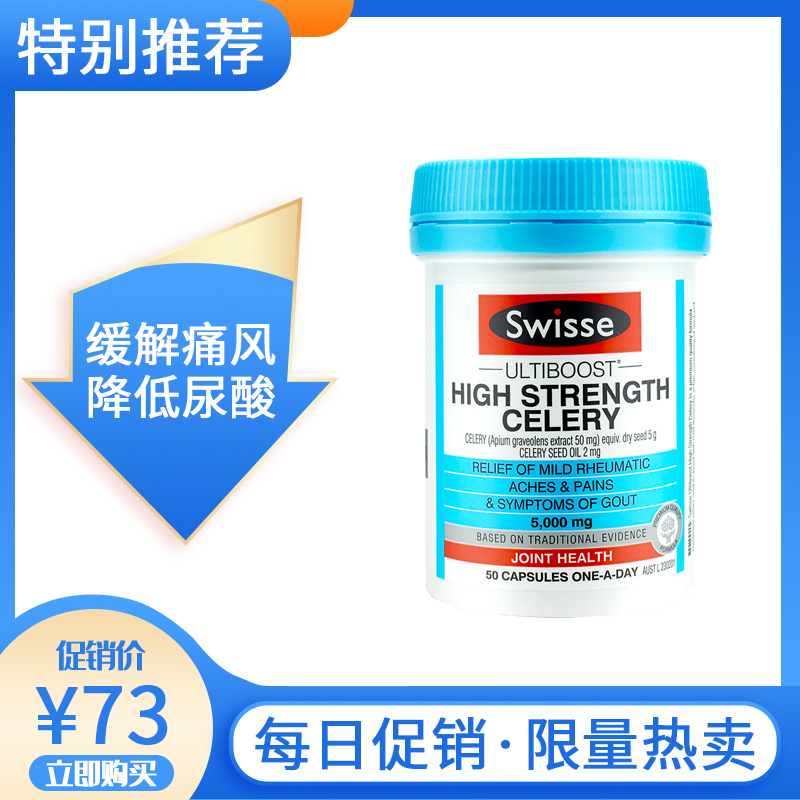 特别推荐
缓解痛风
降低尿酸
Swisse
ULTIBOOST®
HIGH STRENGTH
CELERY
CELERY (Apium graveolens extract 50 mg) equiv. dry seed 5 g
CELERY SEED OIL 2 mg
RELIEF OF MILD RHEUMATIC
ACHES & PAINS
& SYMPTOMS OF GOUT
5,000 mg
BASED ON TRADITIONAL EVIDENCE
PREMIUM QUALITY
FORMULA
JOINT HEALTH
50 CAPSULES ONE-A-DAY
促销价
¥73
立即购买
每日促销·限量热卖